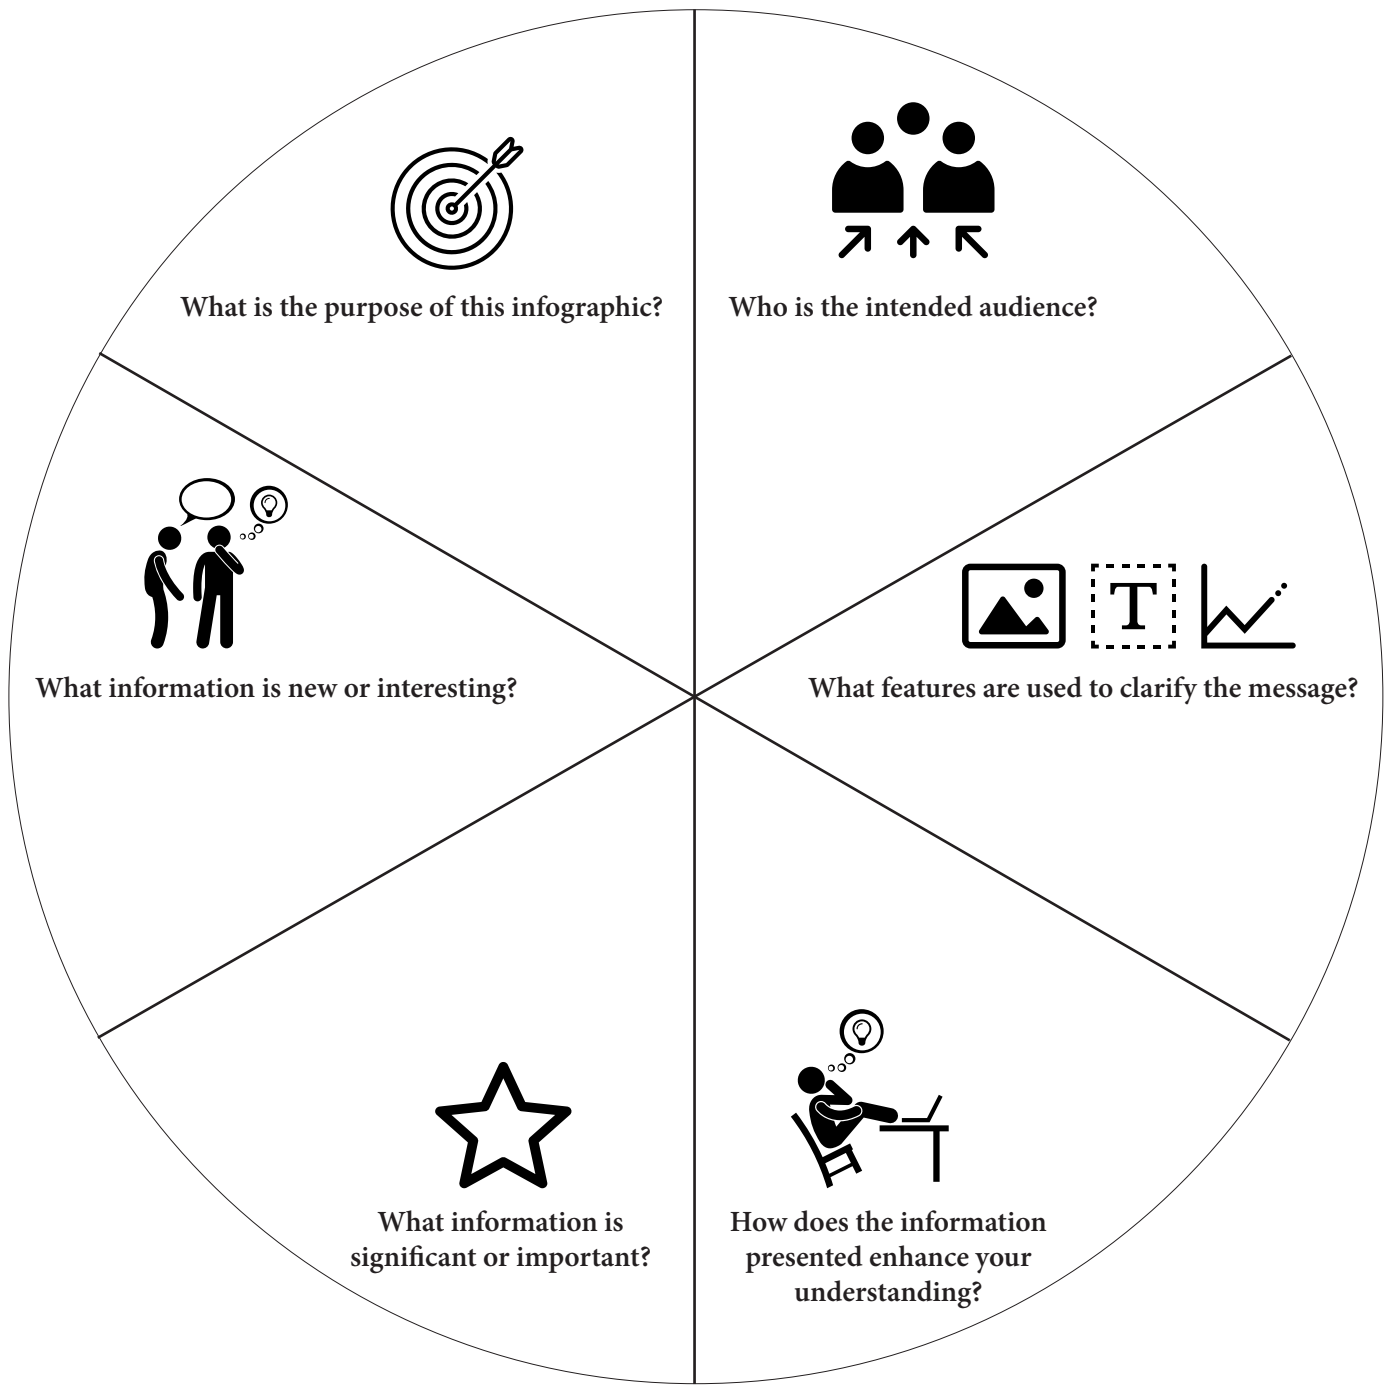 What is the purpose of this infographic?
Who is the intended audience?
What information is new or interesting?
T
What features are used to clarify the message?
What information is
significant or important?
How does the information
presented enhance your
understanding?